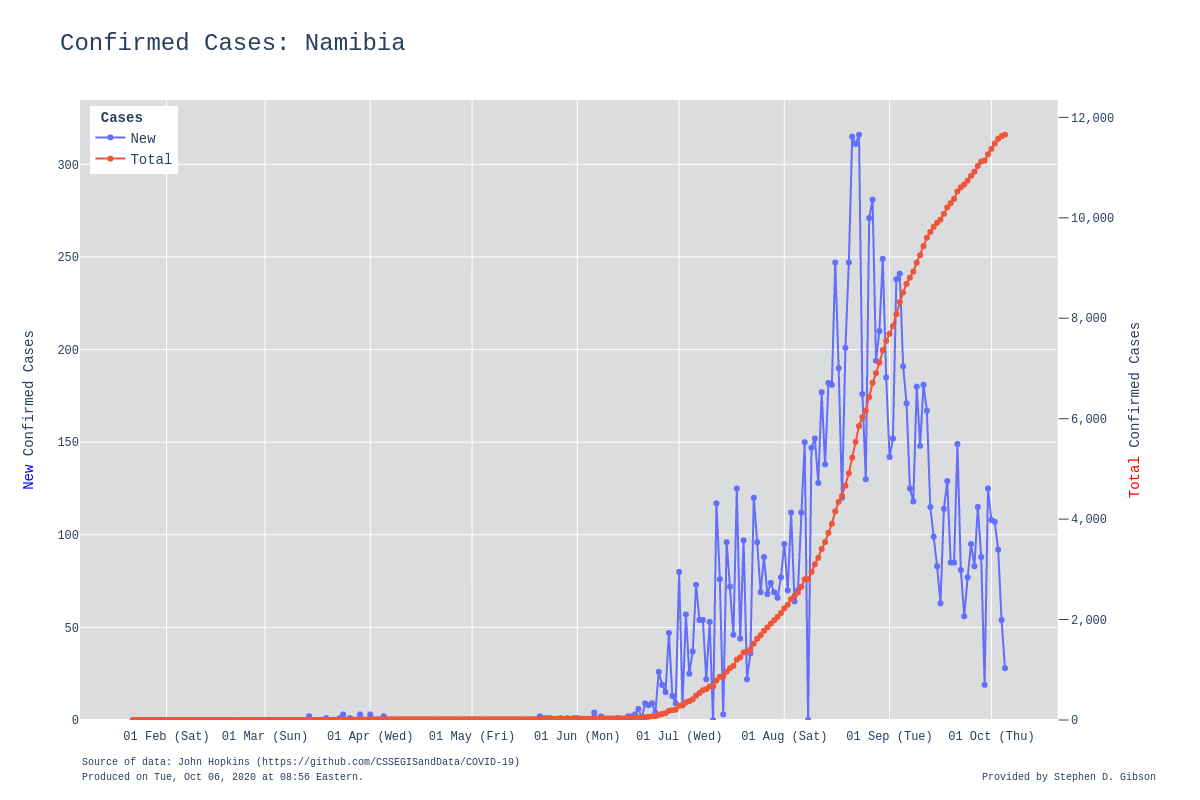 Confirmed Cases: Namibia
Cases
New
Total
300
250
200
150
100
50
0
New Confirmed Cases
12,000
10,000
8,000
6,000
4,000
2,000
0
Total Confirmed Cases
01 Feb (Sat) 01 Mar (Sun) 01 Apr (Wed) 01 May (Fri) 01 Jun (Mon) 01 Jul (Wed) 01 Aug (Sat) 01 Sep (Tue) 01 Oct (Thu)
Source of data: John Hopkins (https://github.com/CSSEGISandData/COVID-19)
Produced on Tue, Oct 06, 2020 at 08:56 Eastern.
Provided by Stephen D. Gibson